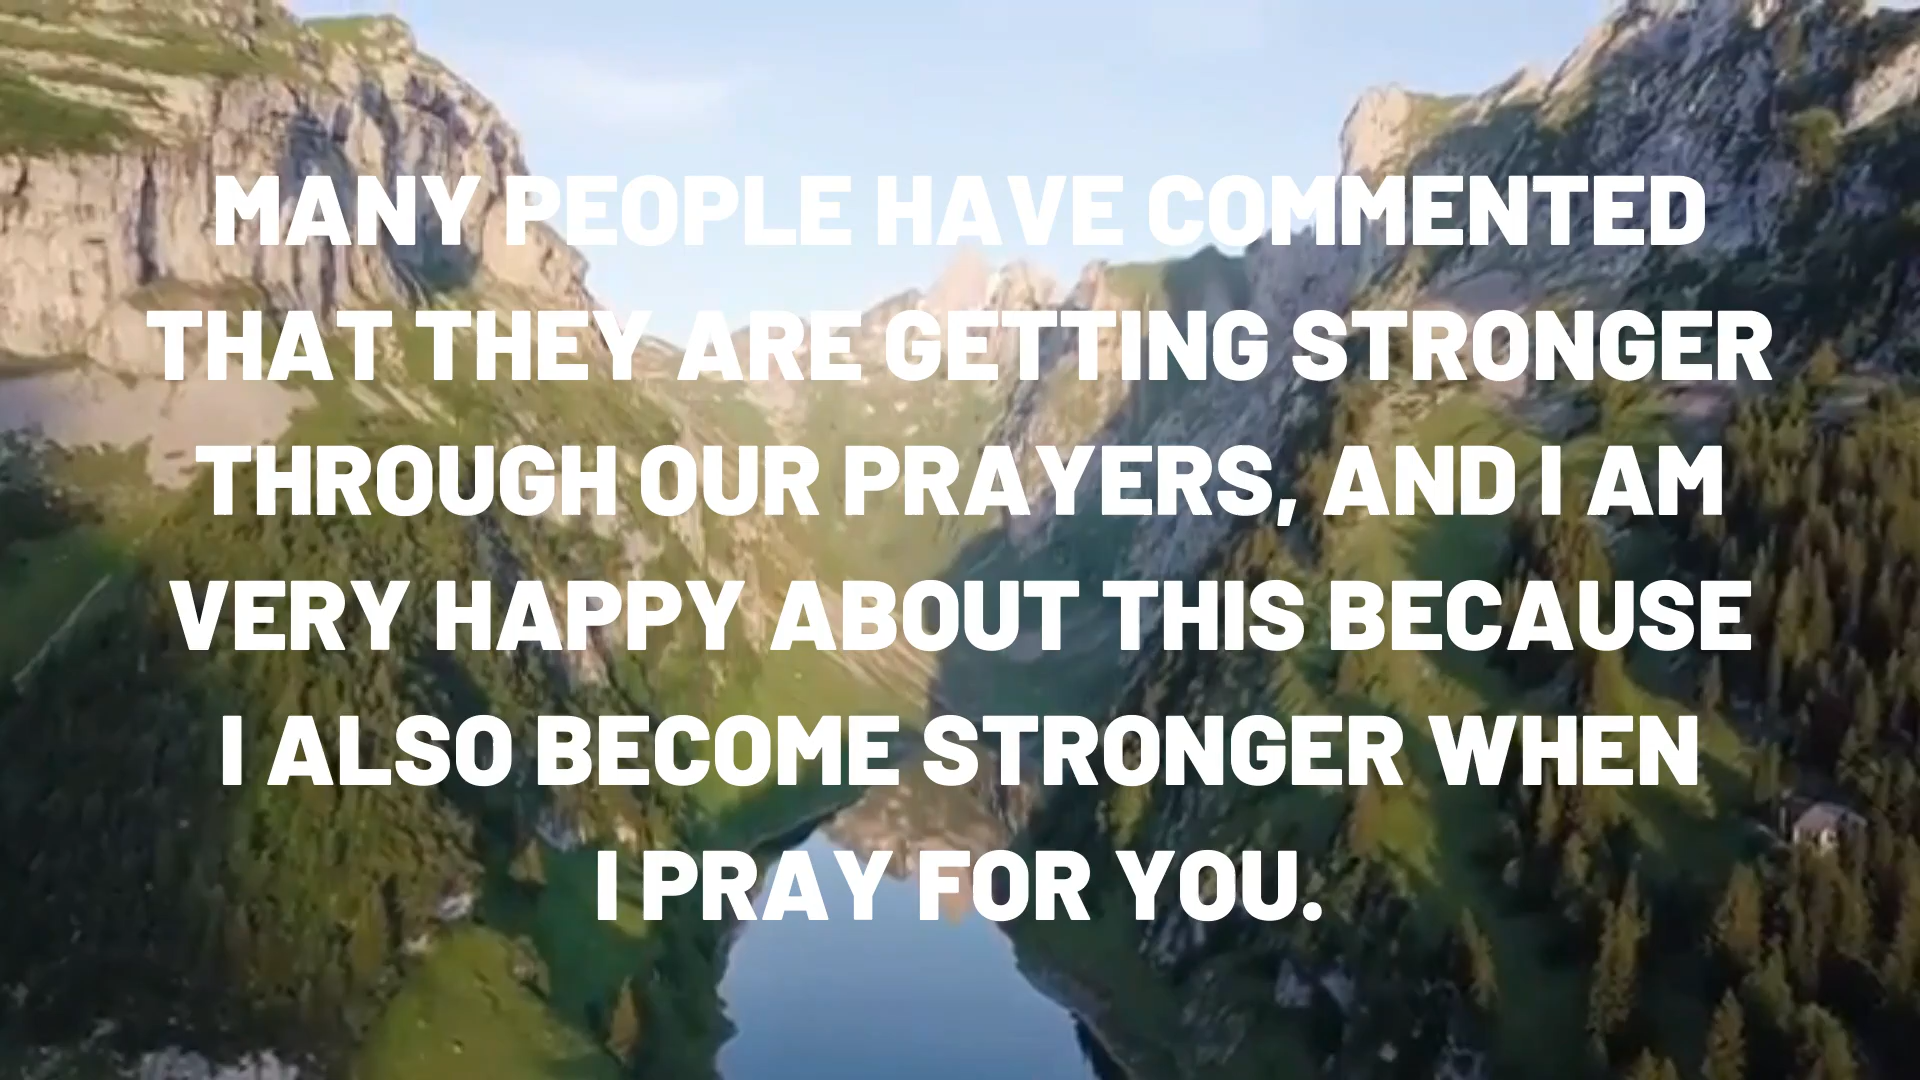 MANY PEOPLE HAVE COMMENTED
THAT THEY ARE GETTING STRONGER
THROUGH OUR PRAYERS, AND I AM
VERY HAPPY ABOUT THIS BECAUSE
I ALSO BECOME STRONGER WHEN
I PRAY FOR YOU.